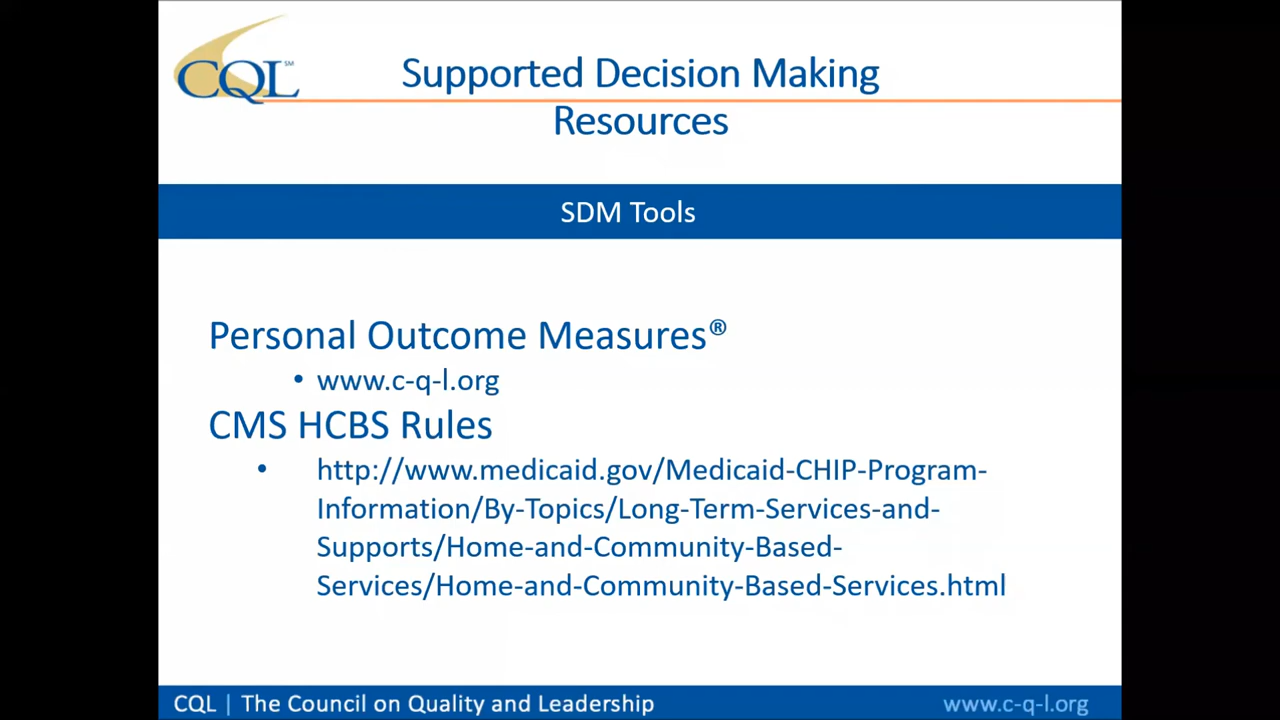 CQL℠
Supported Decision Making
Resources
SDM Tools
Personal Outcome Measures®
• www.c-q-l.org
CMS HCBS Rules
• http://www.medicaid.gov/Medicaid-CHIP-Program-
Information/By-Topics/Long-Term-Services-and-
Supports/Home-and-Community-Based-
Services/Home-and-Community-Based-Services.html
CQL | The Council on Quality and Leadership
www.c-q-l.org